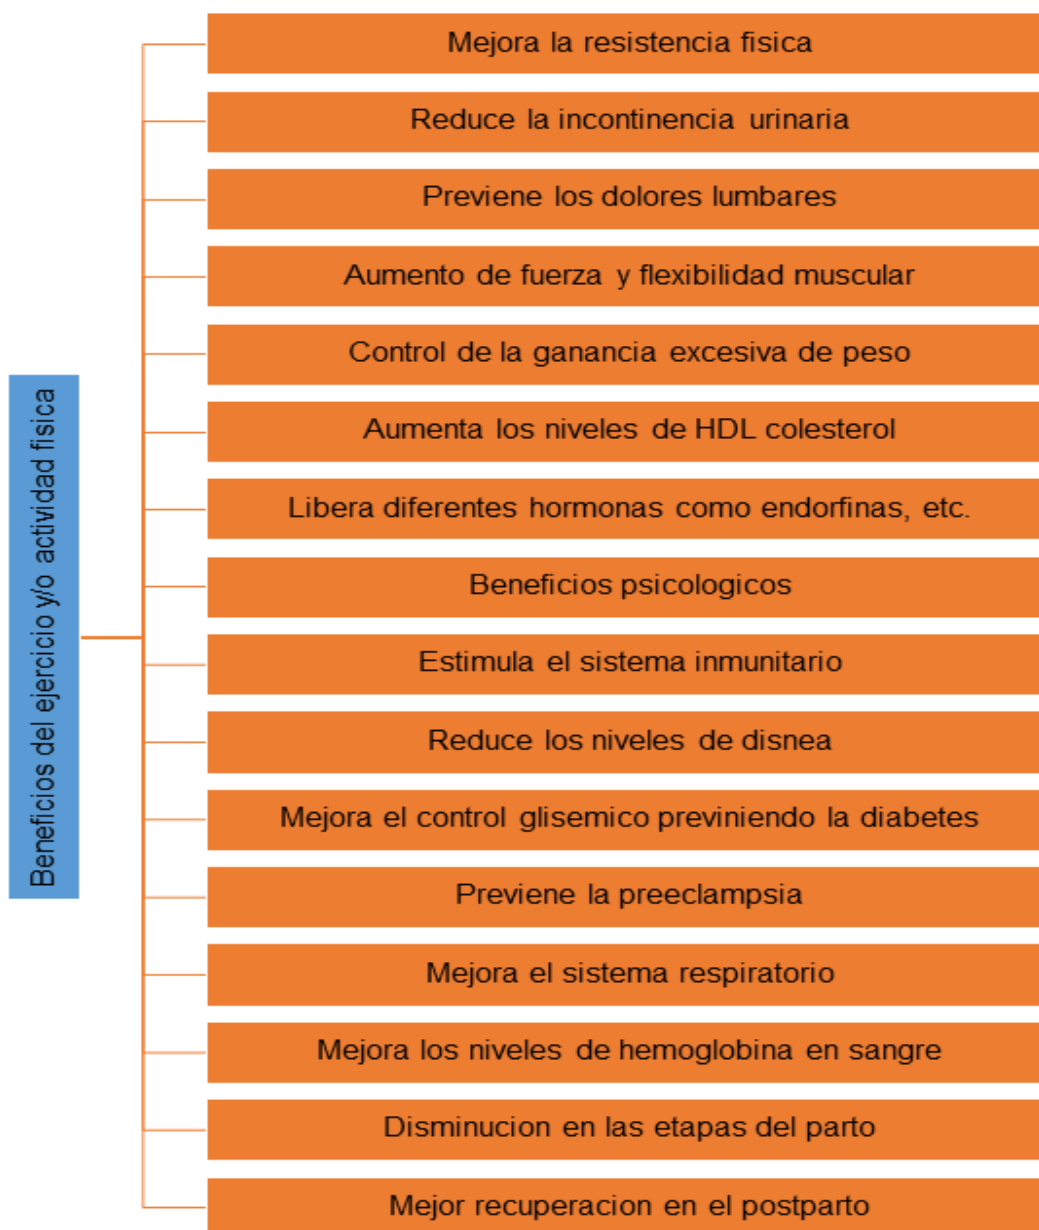 Mejora la resistencia fisica
Reduce la incontinencia urinaria
Previene los dolores lumbares
Aumento de fuerza y flexibilidad muscular
Control de la ganancia excesiva de peso
Aumenta los niveles de HDL colesterol
Libera diferentes hormonas como endorfinas, etc.
Beneficios del ejercicio y/o actividad fisica
Beneficios psicologicos
Estimula el sistema inmunitario
Reduce los niveles de disnea
Mejora el control glisemico previniendo la diabetes
Previene la preeclampsia
Mejora el sistema respiratorio
Mejora los niveles de hemoglobina en sangre
Disminucion en las etapas del parto
Mejor recuperacion en el postparto